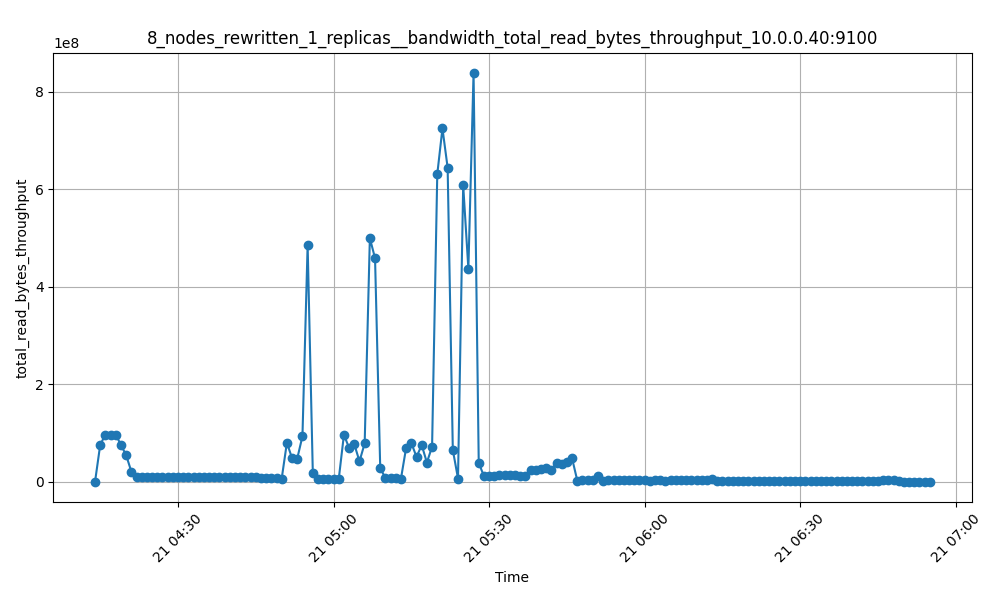 8_nodes_rewritten_1_replicas__bandwidth_total_read_bytes_throughput_10.0.0.40:9100
1e8
8
6
4
2
0
total_read_bytes_throughput
21 04:30
21 05:00
21 05:30
21 06:00
21 06:30
21 07:00
Time